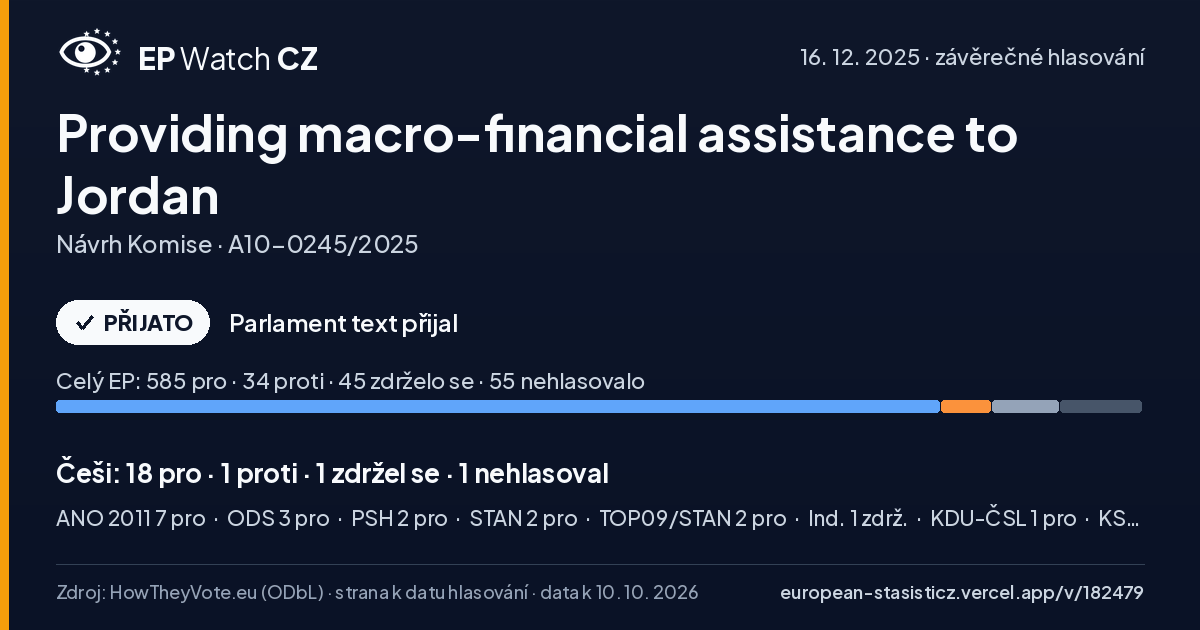 EP Watch CZ
16. 12. 2025 · závěrečné hlasování
Providing macro-financial assistance to
Jordan
Návrh Komise · A10-0245/2025
✓ PŘIJATO
Parlament text přijal
Celý EP: 585 pro · 34 proti · 45 zdrželo se · 55 nehlasovalo
Češi: 18 pro · 1 proti · 1 zdržel se · 1 nehlasoval
ANO 2011 7 pro · ODS 3 pro · PSH 2 pro · STAN 2 pro · TOP09/STAN 2 pro · Ind. 1 zdrž. · KDU-ČSL 1 pro · KS…
Zdroj: HowTheyVote.eu (ODbL) · strana k datu hlasování · data k 10. 10. 2026
european-stasisticz.vercel.app/v/182479